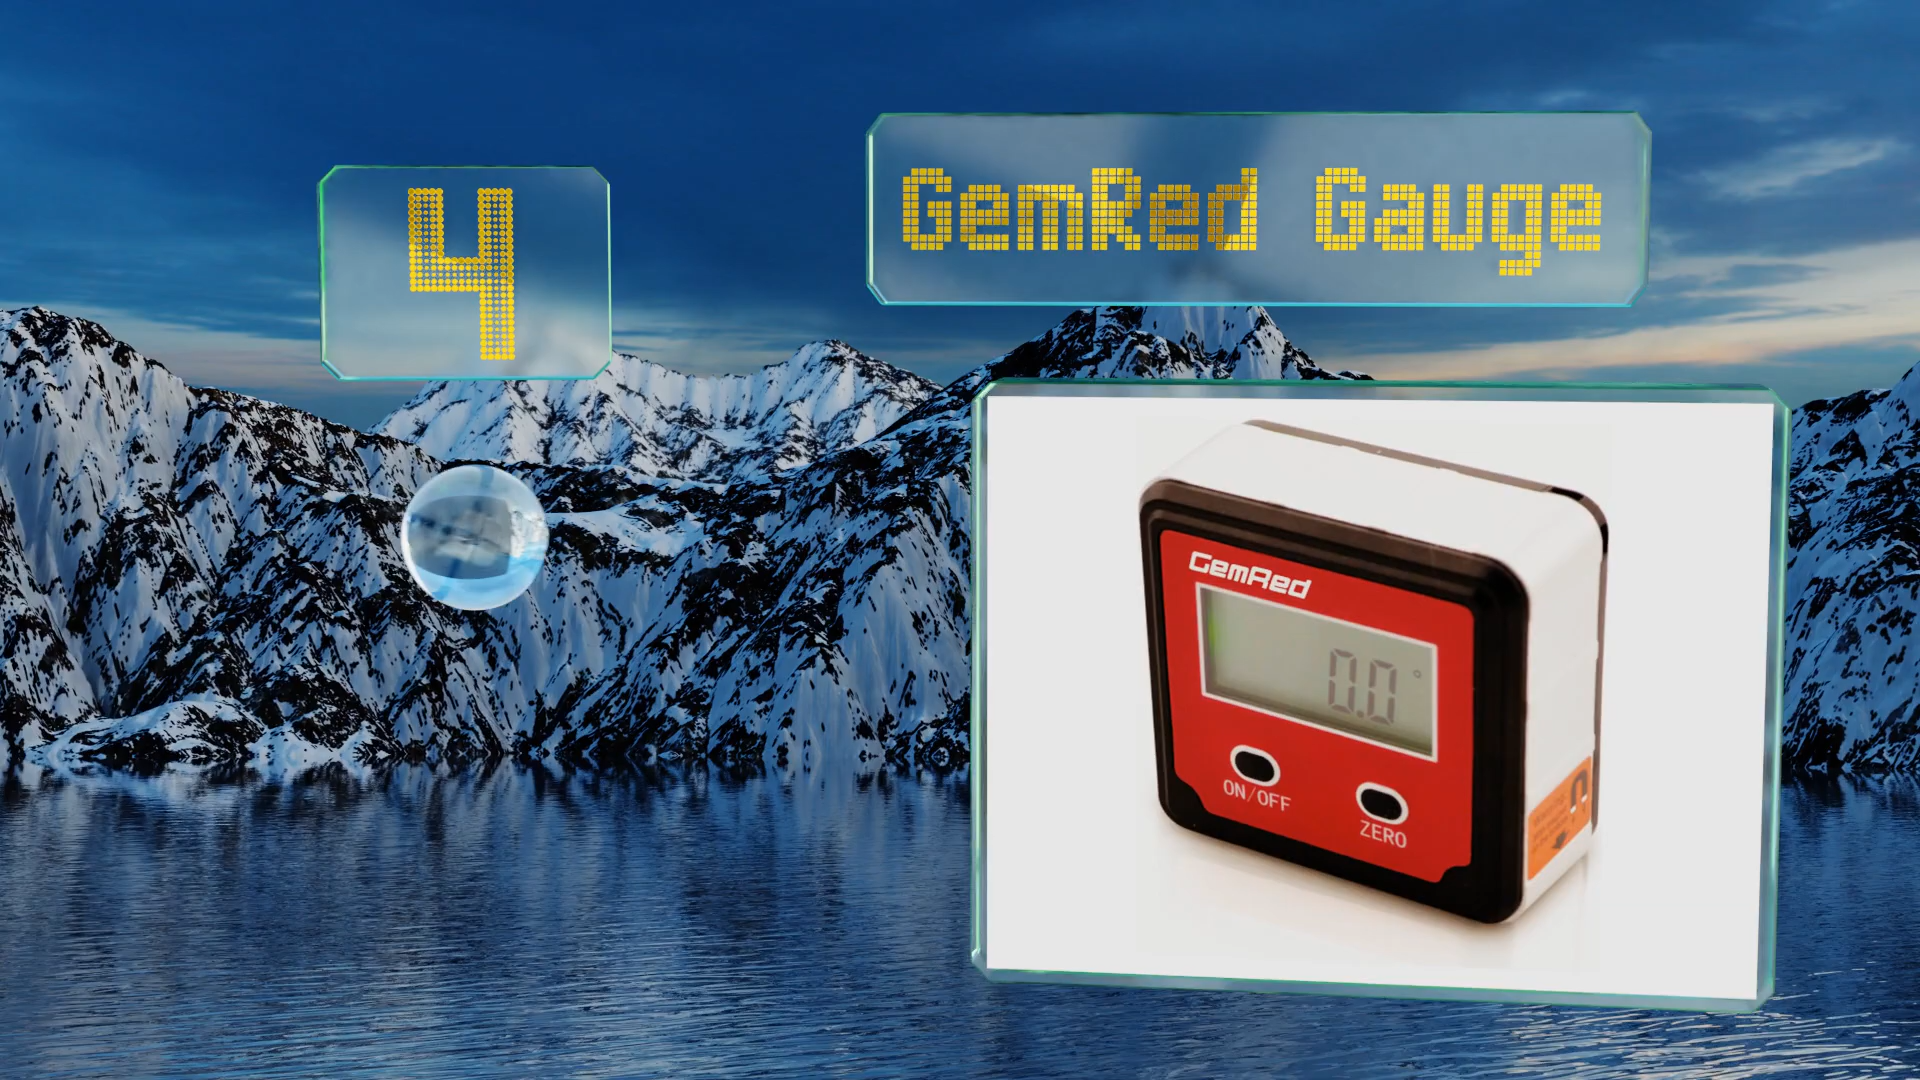 4
GemRed Gauge
GemRed
0.0°
ON/OFF
ZERO